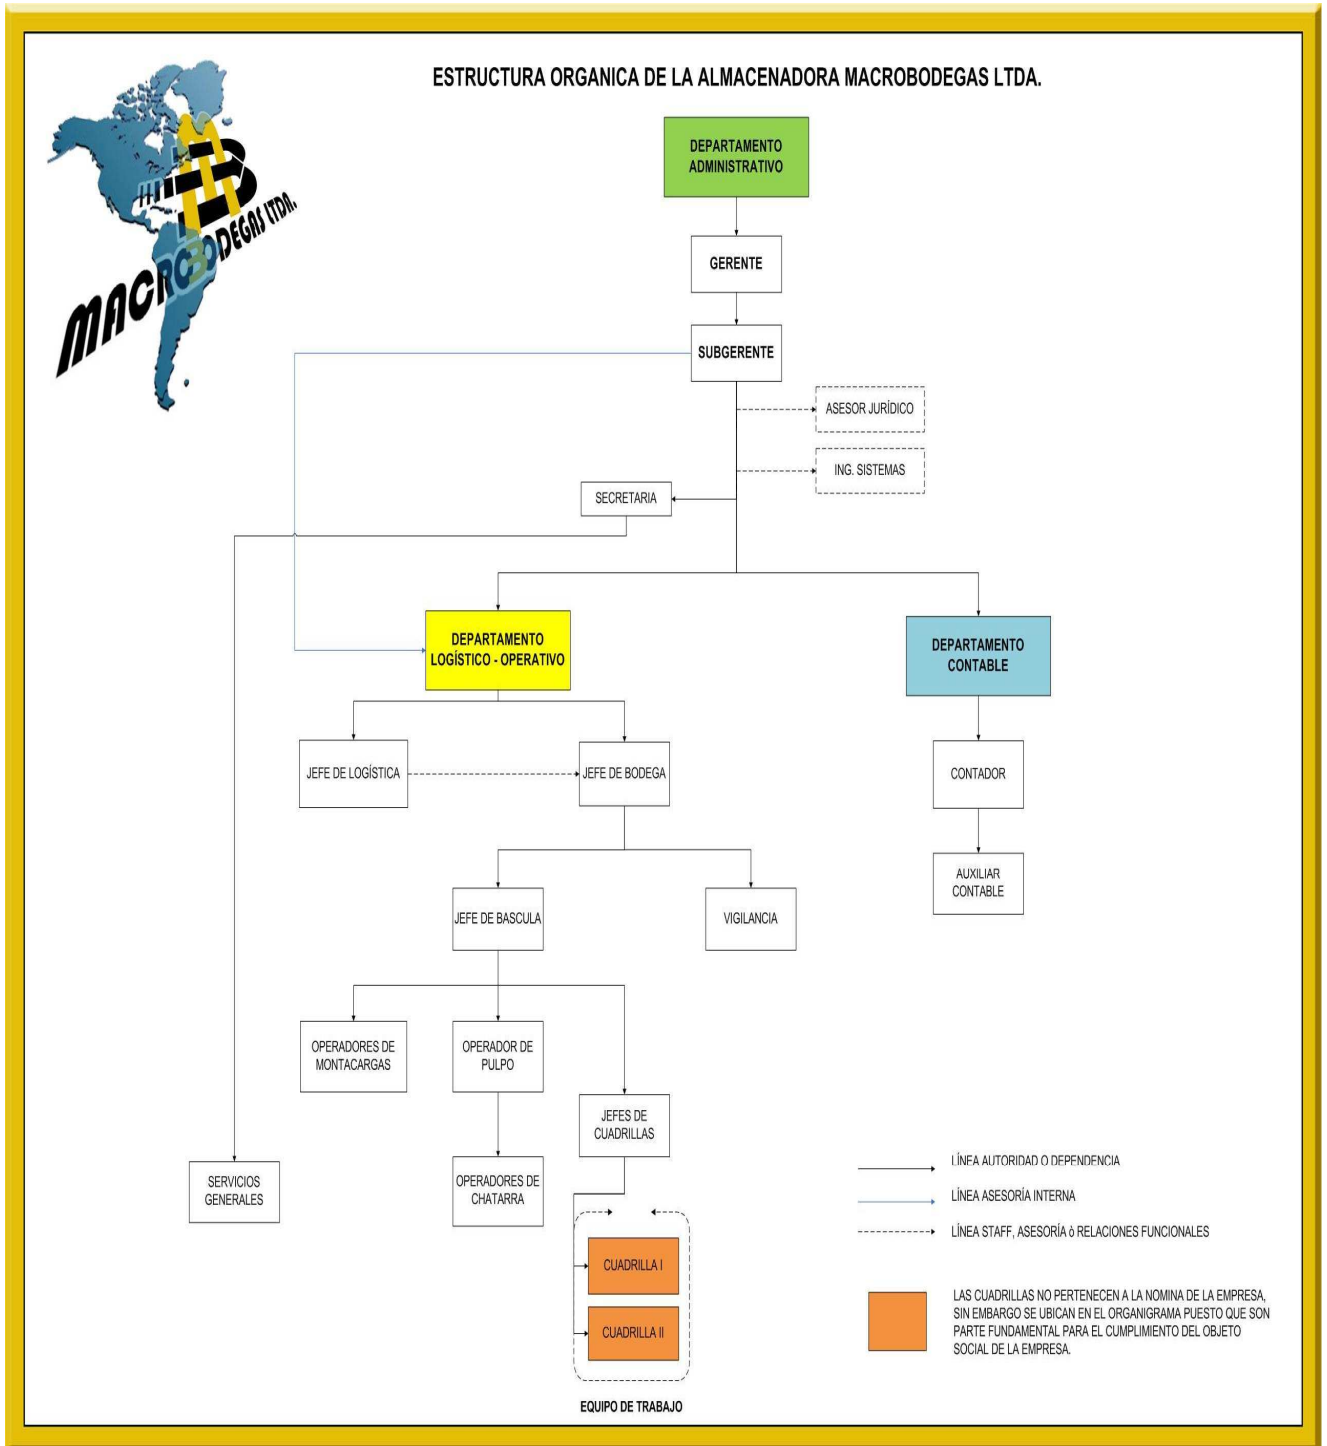 ESTRUCTURA ORGANICA DE LA ALMACENADORA MACROBODEGAS LTDA.
MACROBODEGAS LTDA.
DEPARTAMENTO
ADMINISTRATIVO
GERENTE
SUBGERENTE
ASESOR JURÍDICO
ING. SISTEMAS
SECRETARIA
DEPARTAMENTO
LOGÍSTICO - OPERATIVO
DEPARTAMENTO
CONTABLE
JEFE DE LOGÍSTICA
JEFE DE BODEGA
CONTADOR
AUXILIAR
CONTABLE
JEFE DE BASCULA
VIGILANCIA
OPERADORES DE
MONTACARGAS
OPERADOR DE
PULPO
JEFES DE
CUADRILLAS
SERVICIOS
GENERALES
OPERADORES DE
CHATARRA
CUADRILLA I
CUADRILLA II
EQUIPO DE TRABAJO
LÍNEA AUTORIDAD O DEPENDENCIA
LÍNEA ASESORÍA INTERNA
LÍNEA STAFF, ASESORÍA ò RELACIONES FUNCIONALES
LAS CUADRILLAS NO PERTENECEN A LA NOMINA DE LA EMPRESA,
SIN EMBARGO SE UBICAN EN EL ORGANIGRAMA PUESTO QUE SON
PARTE FUNDAMENTAL PARA EL CUMPLIMIENTO DEL OBJETO
SOCIAL DE LA EMPRESA.